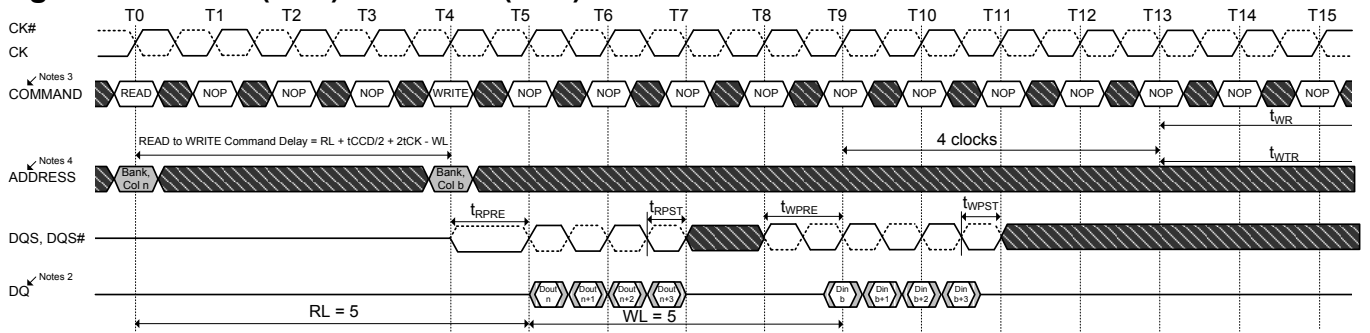 T0 T1 T2 T3 T4 T5 T6 T7 T8 T9 T10 T11 T12 T13 T14 T15
CK#
CK
Notes 3
COMMAND READ NOP NOP NOP WRITE NOP NOP NOP NOP NOP NOP NOP NOP NOP NOP NOP
tWR
READ to WRITE Command Delay = RL + tCCD/2 + 2tCK - WL
4 clocks
tWTR
Notes 4
ADDRESS
Bank,
Col n
Bank,
Col b
tRPRE tRPST tWPRE tWPST
DQS, DQS#
Notes 2
DQ
Dout
n
Dout
n+1
Dout
n+2
Dout
n+3
Din
b
Din
b+1
Din
b+2
Din
b+3
RL = 5 WL = 5